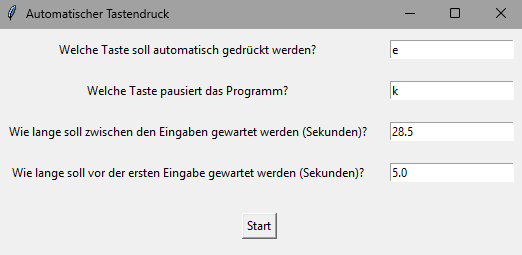 Automatischer Tastendruck
Welche Taste soll automatisch gedrückt werden? e
Welche Taste pausiert das Programm? k
Wie lange soll zwischen den Eingaben gewartet werden (Sekunden)? 28.5
Wie lange soll vor der ersten Eingabe gewartet werden (Sekunden)? 5.0
Start